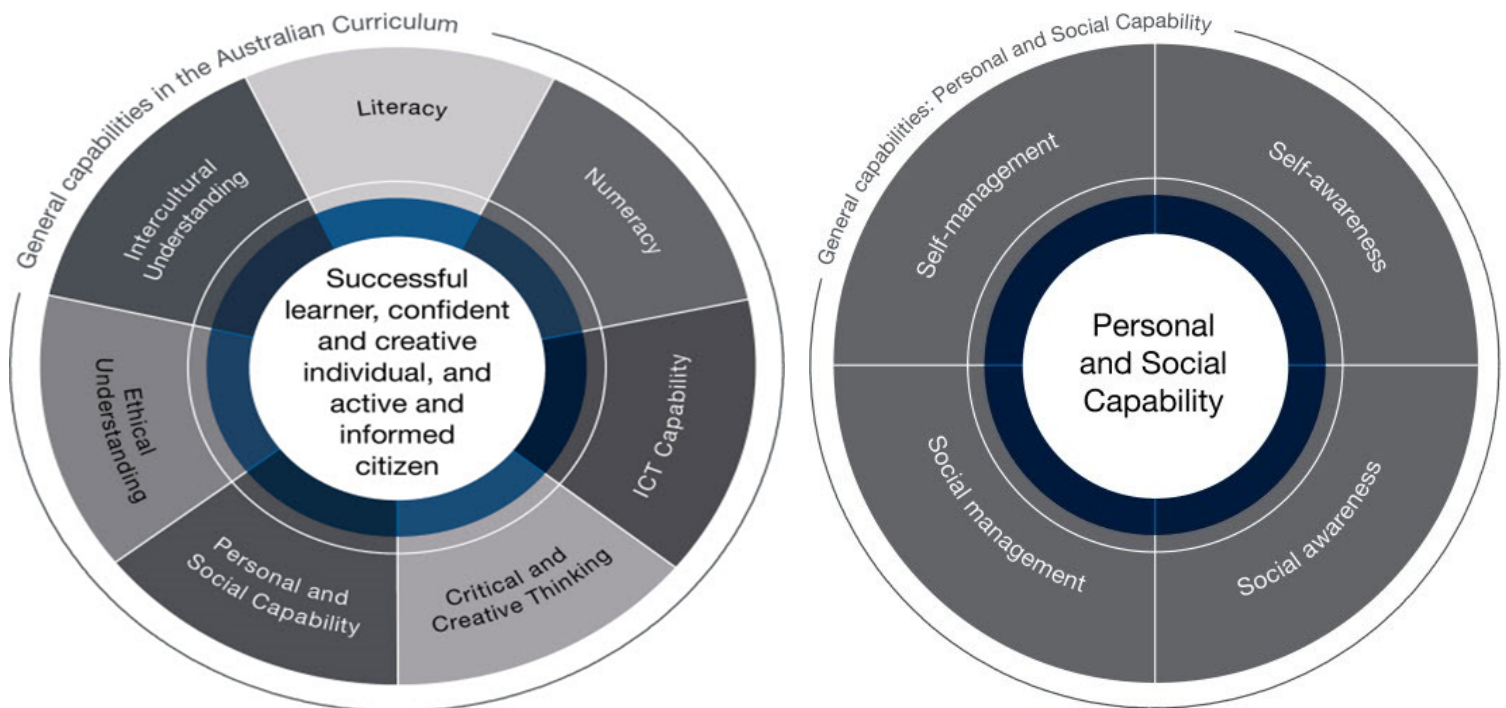 General capabilities in the Australian Curriculum
Literacy
Numeracy
ICT Capability
Critical and
Creative Thinking
Personal and
Social Capability
Ethical
Understanding
Intercultural
Understanding
Successful
learner, confident
and creative
individual, and
active and
informed
citizen
General capabilities: Personal and Social Capability
Self-management
Self-awareness
Social awareness
Social management
Personal
and Social
Capability